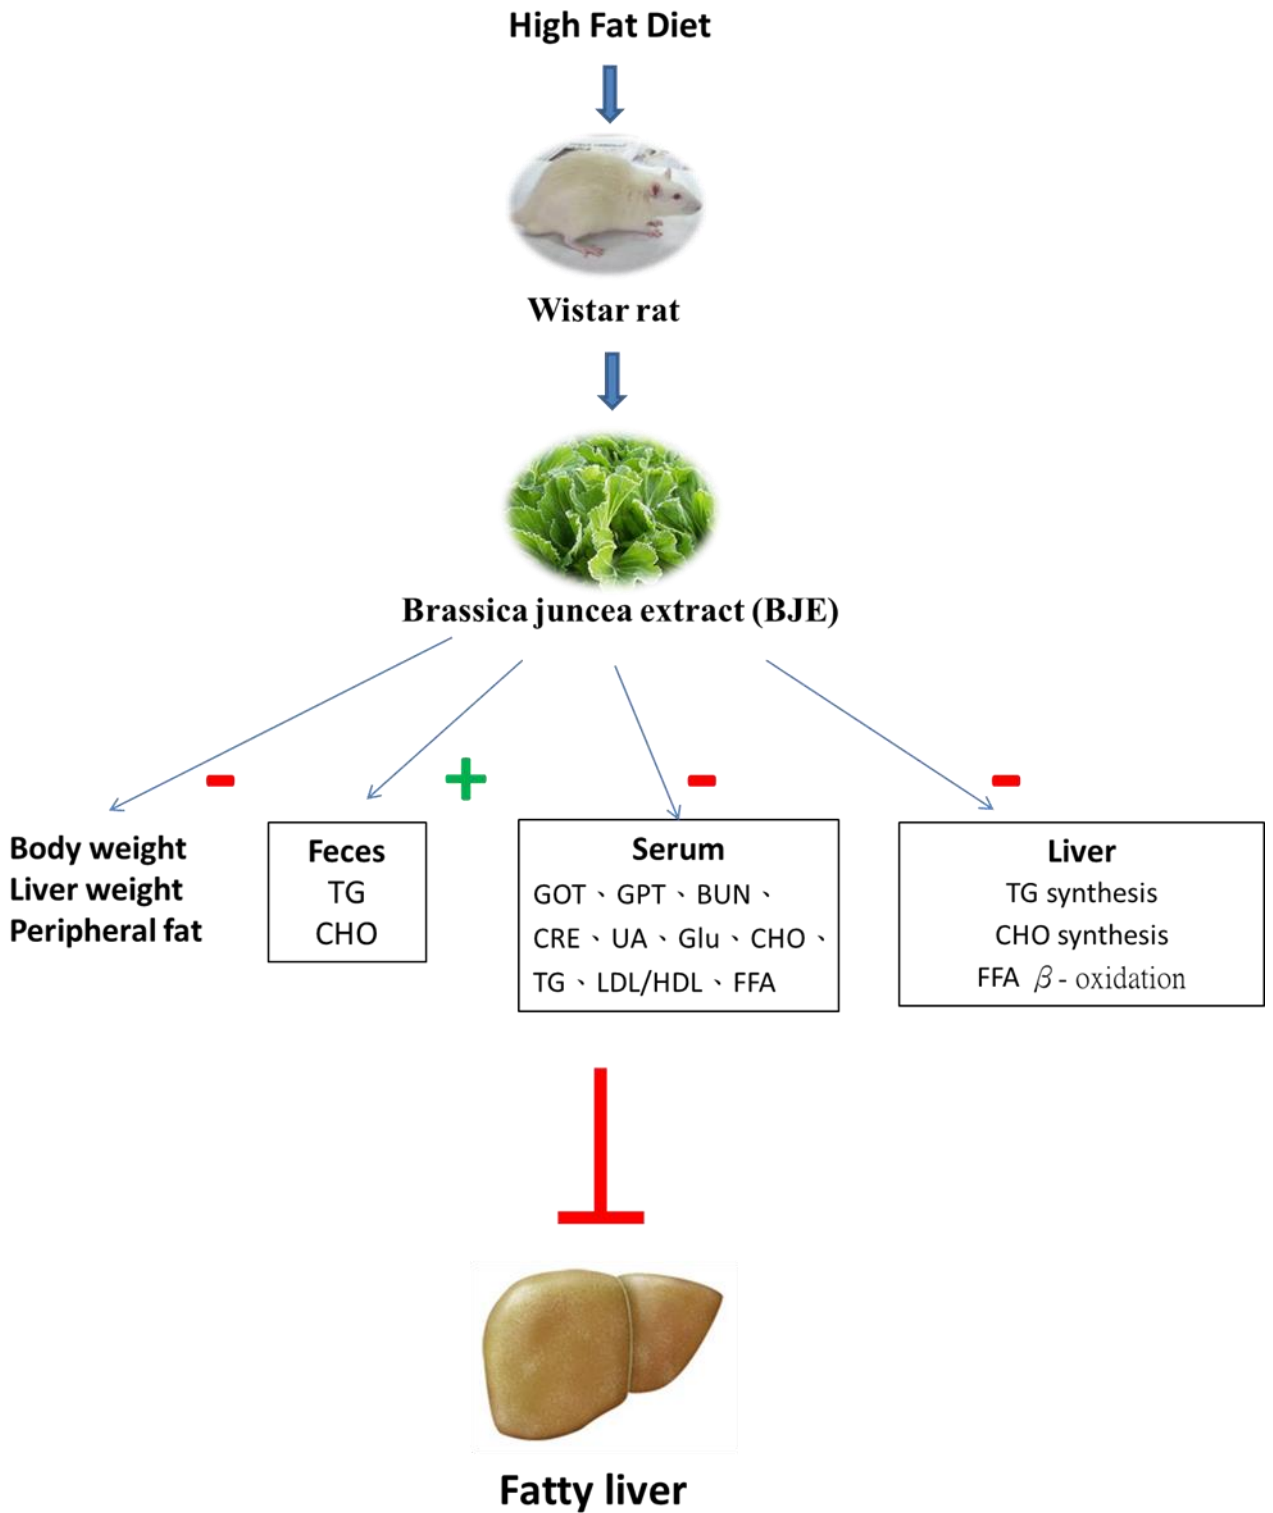 High Fat Diet
Wistar rat
Brassica juncea extract (BJE)
- + - -
Body weight
Liver weight
Peripheral fat
Feces
TG
CHO
Serum
GOT、GPT、BUN、
CRE、UA、Glu、CHO、
TG、LDL/HDL、FFA
Liver
TG synthesis
CHO synthesis
FFA β- oxidation
Fatty liver